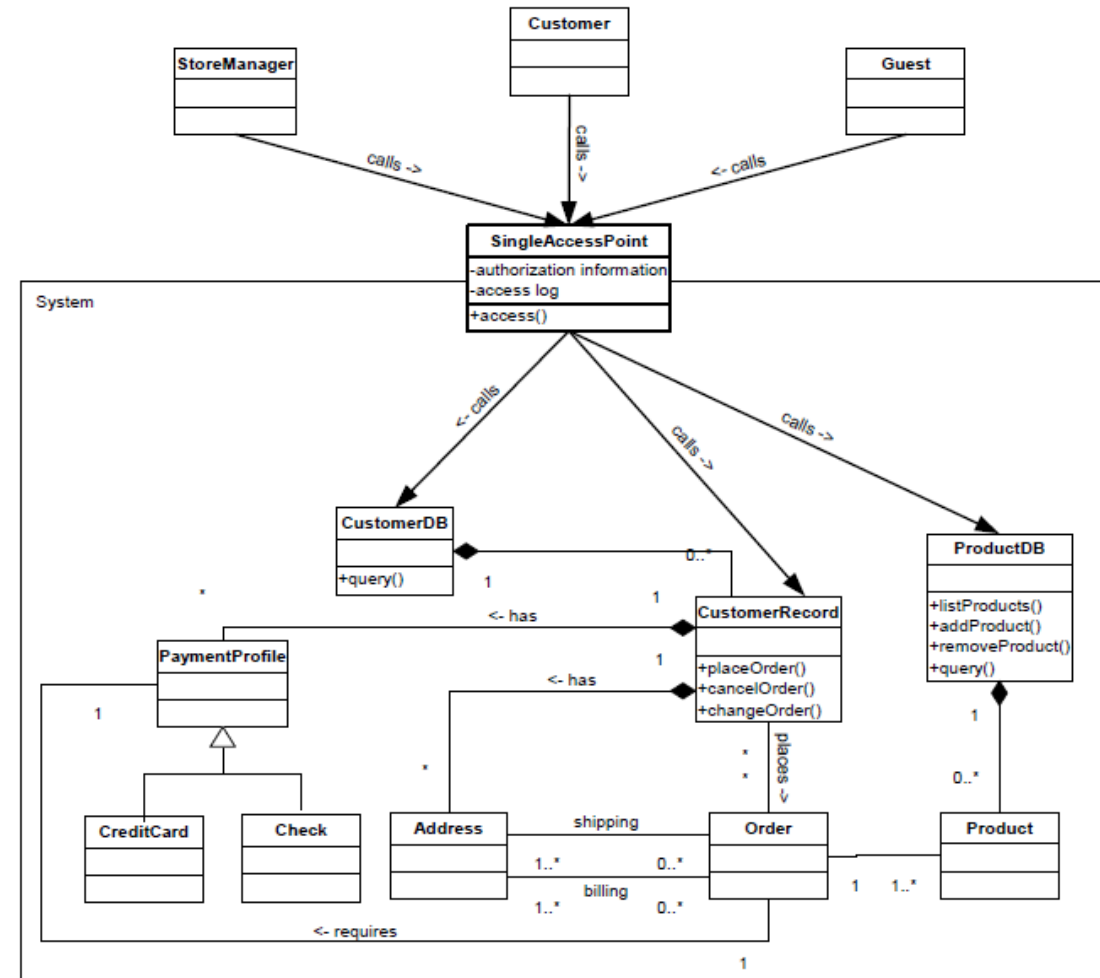 Customer
StoreManager
Guest
calls ->
calls ->
<- calls
SingleAccessPoint
-authorization information
-access log
+access()
System
<- calls
calls ->
calls ->
CustomerDB
+query()
1
0..*
ProductDB
+listProducts()
+addProduct()
+removeProduct()
+query()
*
<- has
1
CustomerRecord
+placeOrder()
+cancelOrder()
+changeOrder()
PaymentProfile
1
<- has
1
*
*
*
places ->
1
0..*
CreditCard
Check
Address
shipping
1..*
0..*
billing
1..*
0..*
Order
1
1..*
Product
<- requires
1